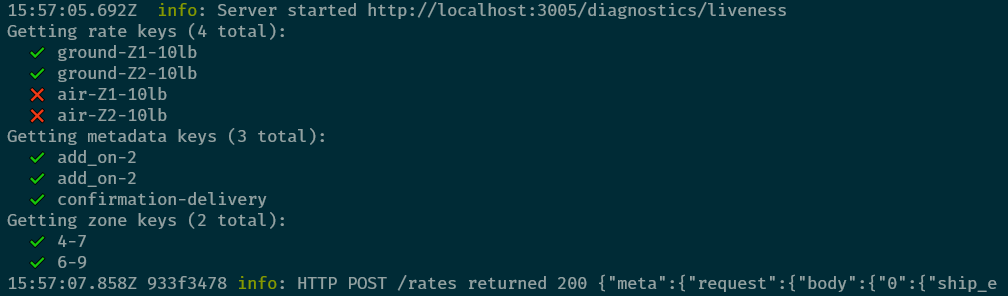 15:57:05.692Z  info: Server started http://localhost:3005/diagnostics/liveness
Getting rate keys (4 total):
✓ ground-Z1-10lb
✓ ground-Z2-10lb
✗ air-Z1-10lb
✗ air-Z2-10lb
Getting metadata keys (3 total):
✓ add_on-2
✓ add_on-2
✓ confirmation-delivery
Getting zone keys (2 total):
✓ 4-7
✓ 6-9
15:57:07.858Z 933f3478 info: HTTP POST /rates returned 200 {"meta":{"request":{"body":{"0":{"ship_e